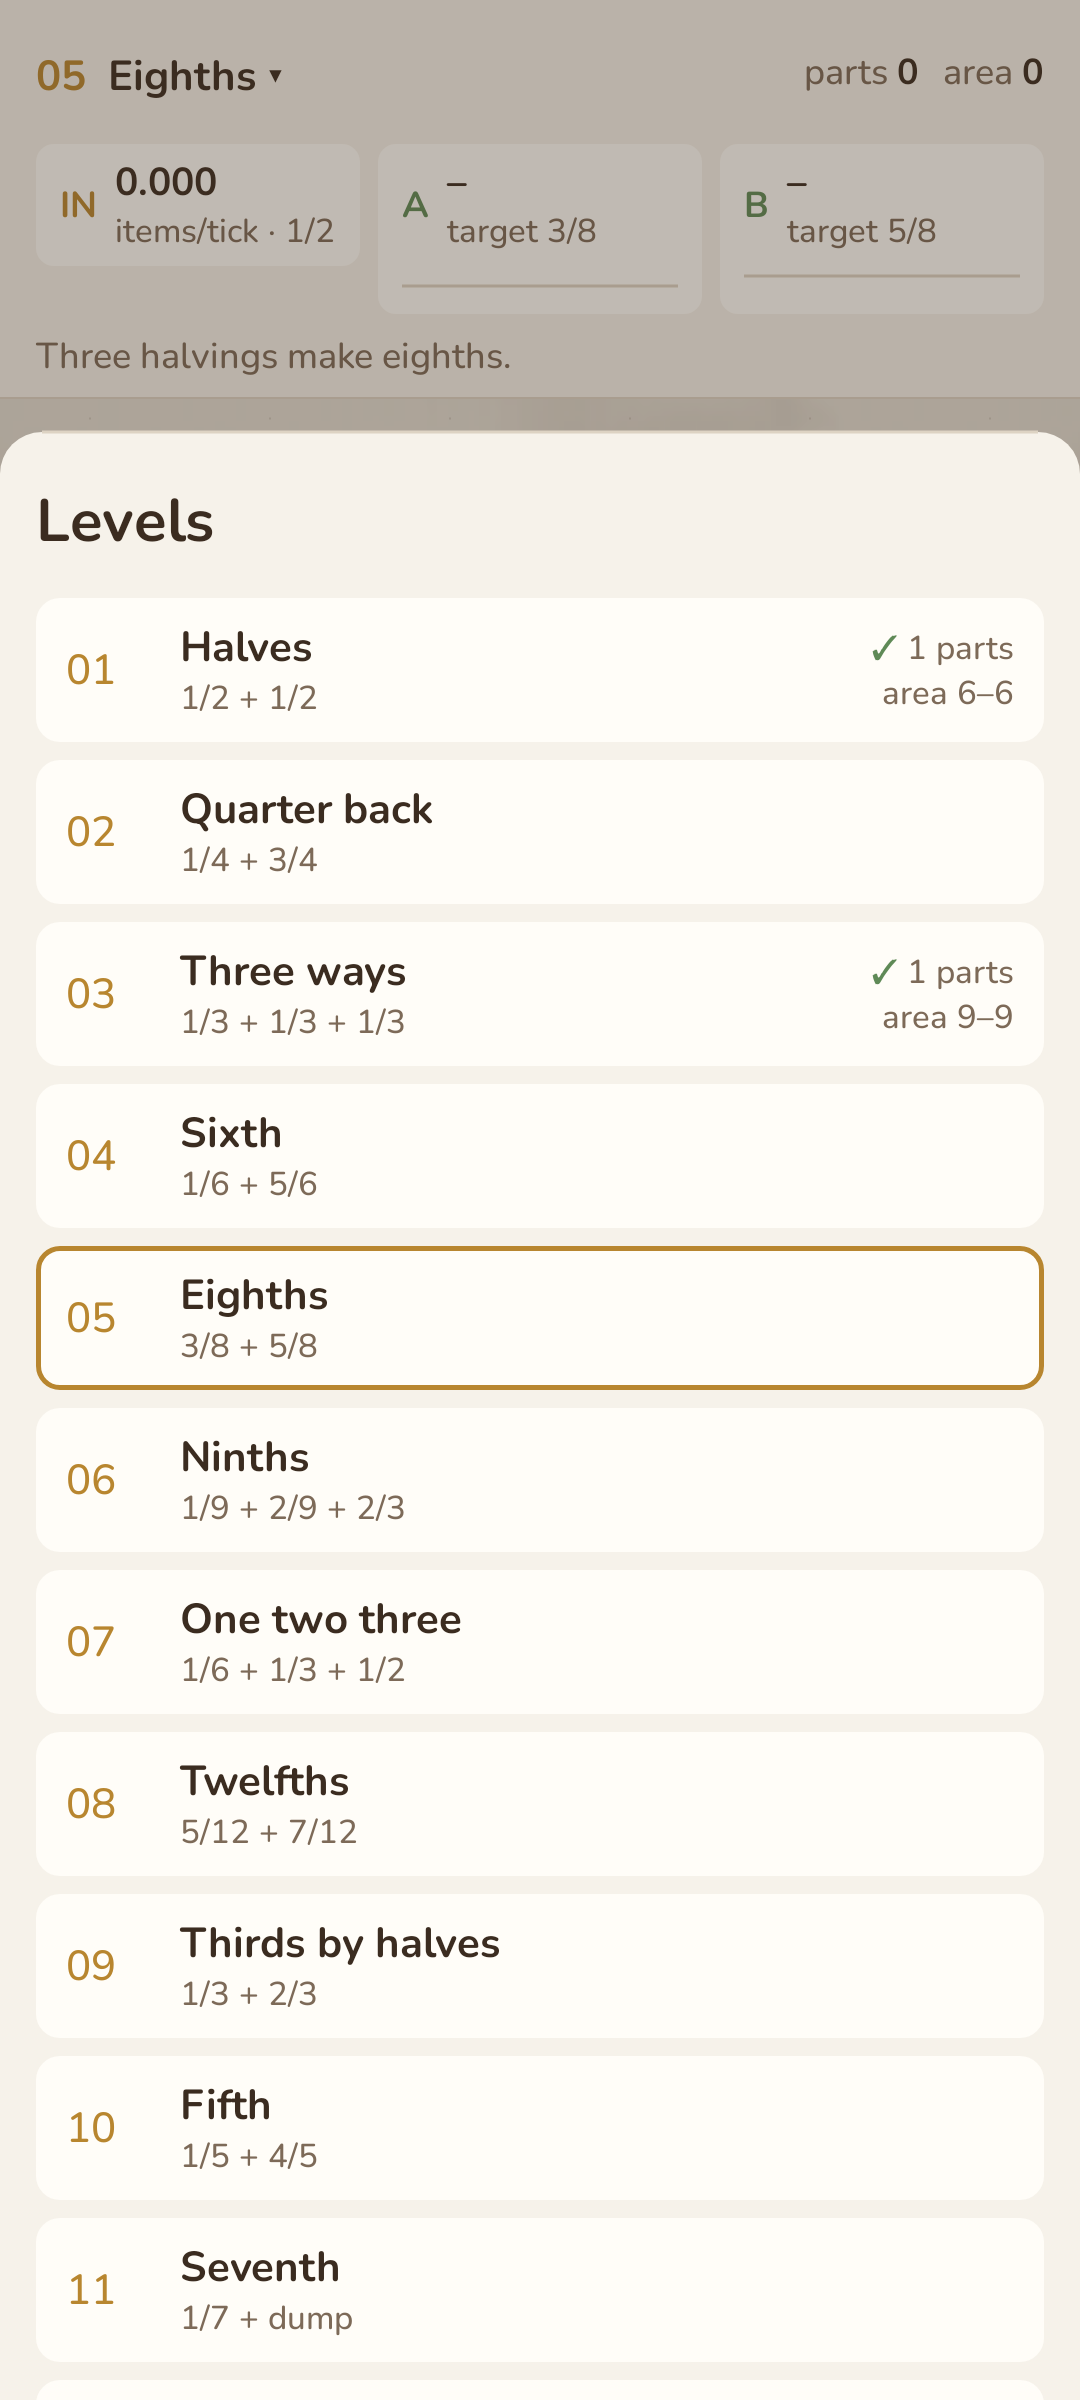 05 Eighths ▾ parts 0 area 0
IN 0.000 items/tick · 1/2
A – target 3/8
B – target 5/8
Three halvings make eighths.
Levels
01 Halves ✓ 1 parts
1/2 + 1/2 area 6–6
02 Quarter back
1/4 + 3/4
03 Three ways ✓ 1 parts
1/3 + 1/3 + 1/3 area 9–9
04 Sixth
1/6 + 5/6
05 Eighths
3/8 + 5/8
06 Ninths
1/9 + 2/9 + 2/3
07 One two three
1/6 + 1/3 + 1/2
08 Twelfths
5/12 + 7/12
09 Thirds by halves
1/3 + 2/3
10 Fifth
1/5 + 4/5
11 Seventh
1/7 + dump